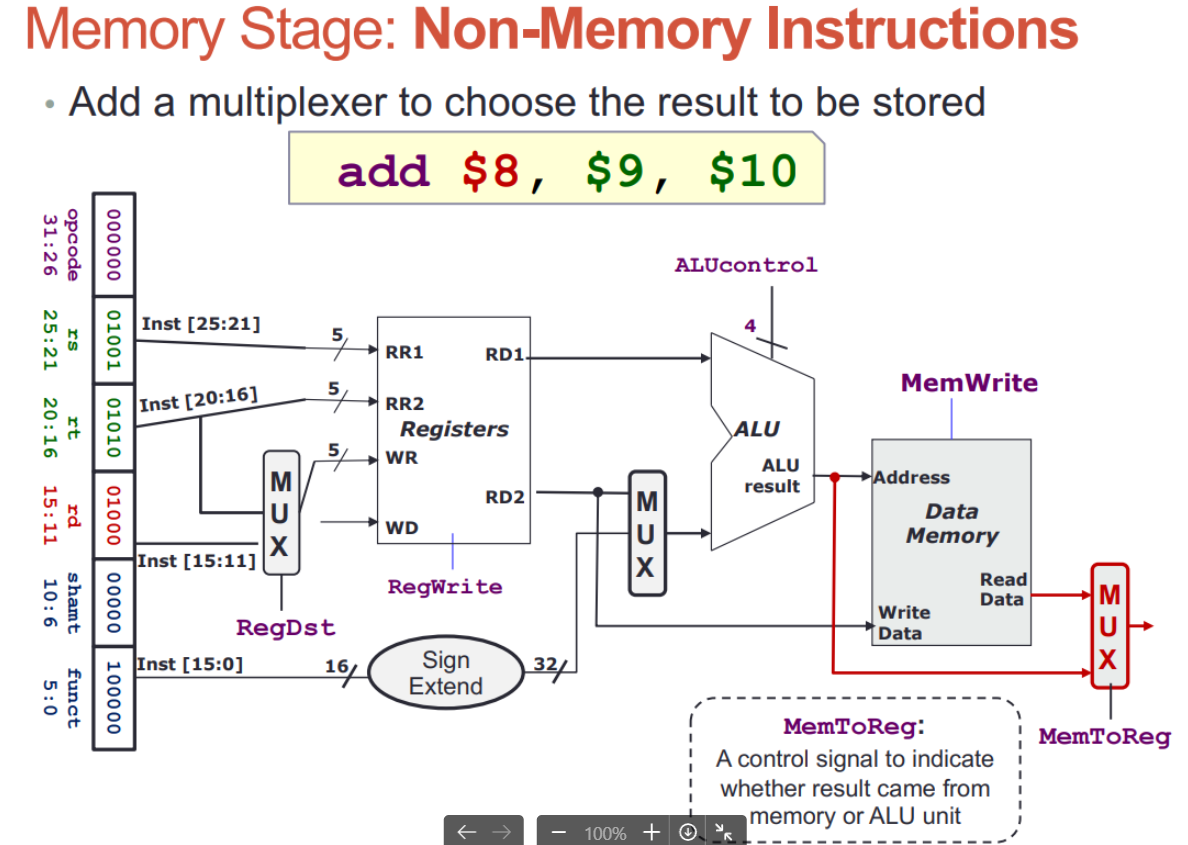 Memory Stage: Non-Memory Instructions
• Add a multiplexer to choose the result to be stored
add $8, $9, $10
opcode
31:26
000000
rs
25:21
01001
rt
20:16
01010
rd
15:11
01000
shamt
10:6
00000
funct
5:0
100000
Inst [25:21]
5
Inst [20:16]
5
5
MUX
Inst [15:11]
RegDst
Inst [15:0]
16
Sign
Extend
32
RR1
RD1
RR2
Registers
WR
RD2
WD
RegWrite
MUX
ALUcontrol
4
ALU
ALU
result
MemWrite
Address
Data
Memory
Read
Data
Write
Data
MUX
MemToReg
MemToReg:
A control signal to indicate
whether result came from
memory or ALU unit
100%